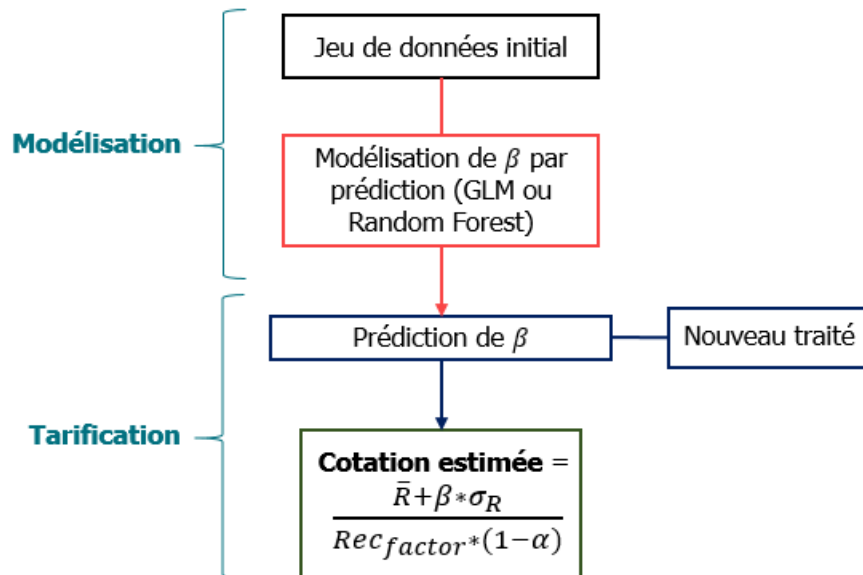 Jeu de données initial
Modélisation
Modélisation de β par
prédiction (GLM ou
Random Forest)
Prédiction de β
Nouveau traité
Tarification
Cotation estimée =
R̄+β*σ_R
Rec_factor*(1−α)